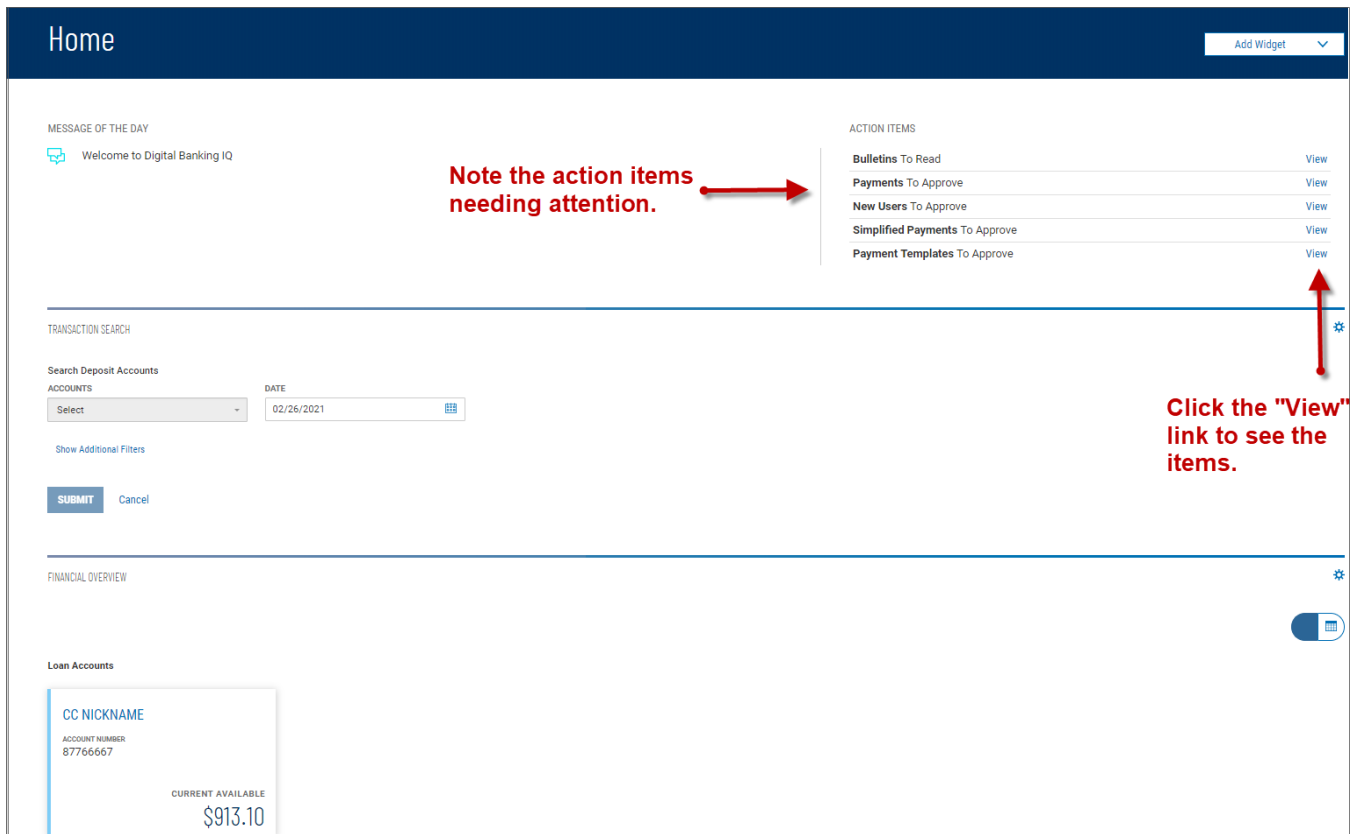 Home
Add Widget
MESSAGE OF THE DAY
Welcome to Digital Banking IQ
Note the action items
needing attention.
ACTION ITEMS
Bulletins To Read View
Payments To Approve View
New Users To Approve View
Simplified Payments To Approve View
Payment Templates To Approve View
TRANSACTION SEARCH
Search Deposit Accounts
ACCOUNTS DATE
Select 02/26/2021
Show Additional Filters
SUBMIT Cancel
Click the "View"
link to see the
items.
FINANCIAL OVERVIEW
Loan Accounts
CC NICKNAME
ACCOUNT NUMBER
87766667
CURRENT AVAILABLE
$913.10